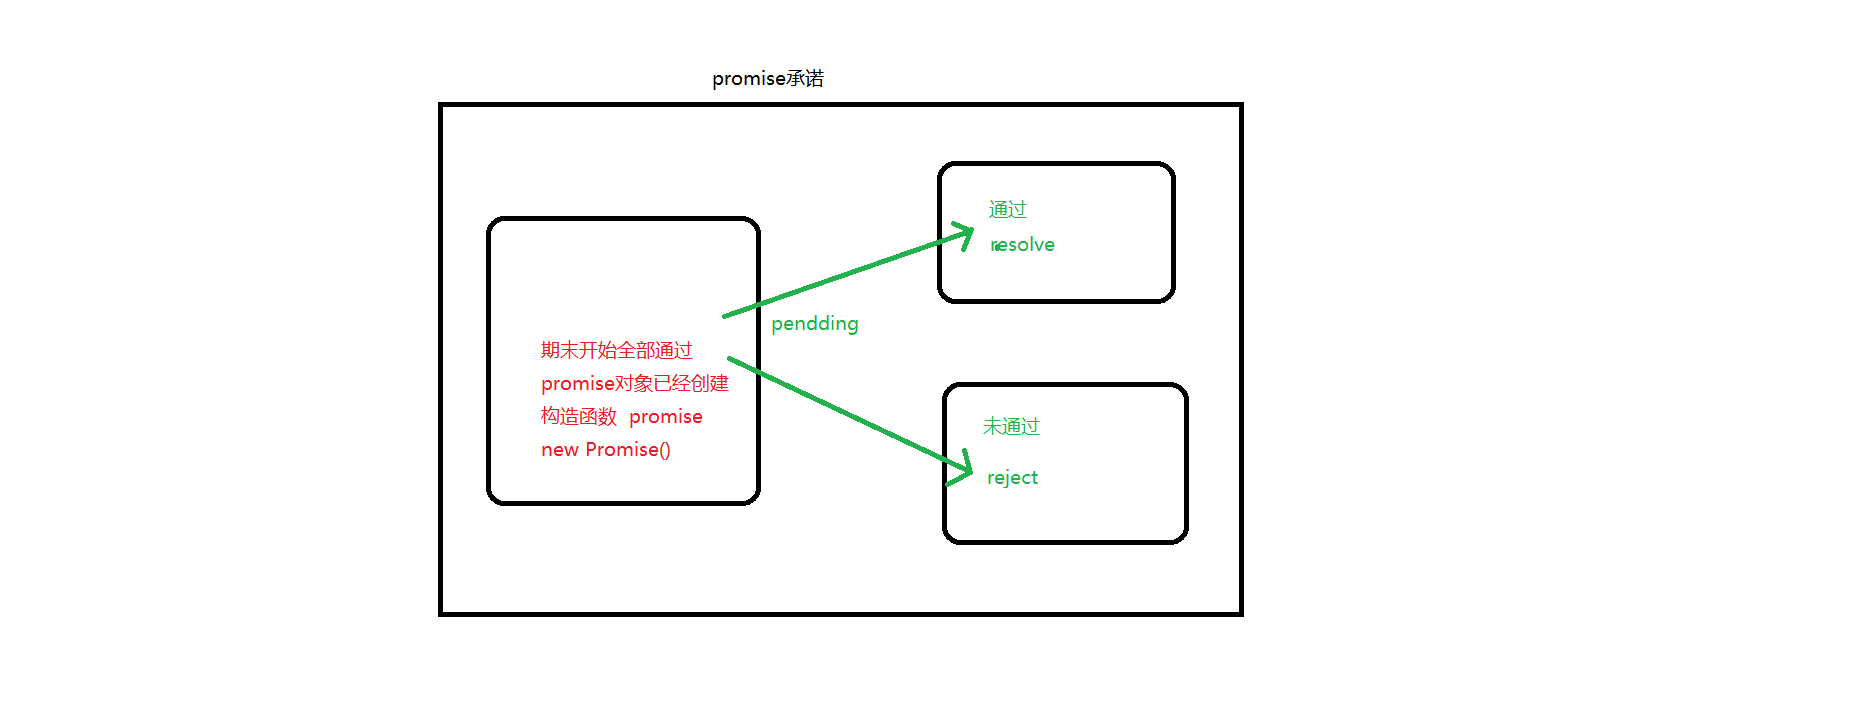 promise承诺
期末开始全部通过
promise对象已经创建
构造函数  promise
new Promise()
pendding
通过
resolve
未通过
reject